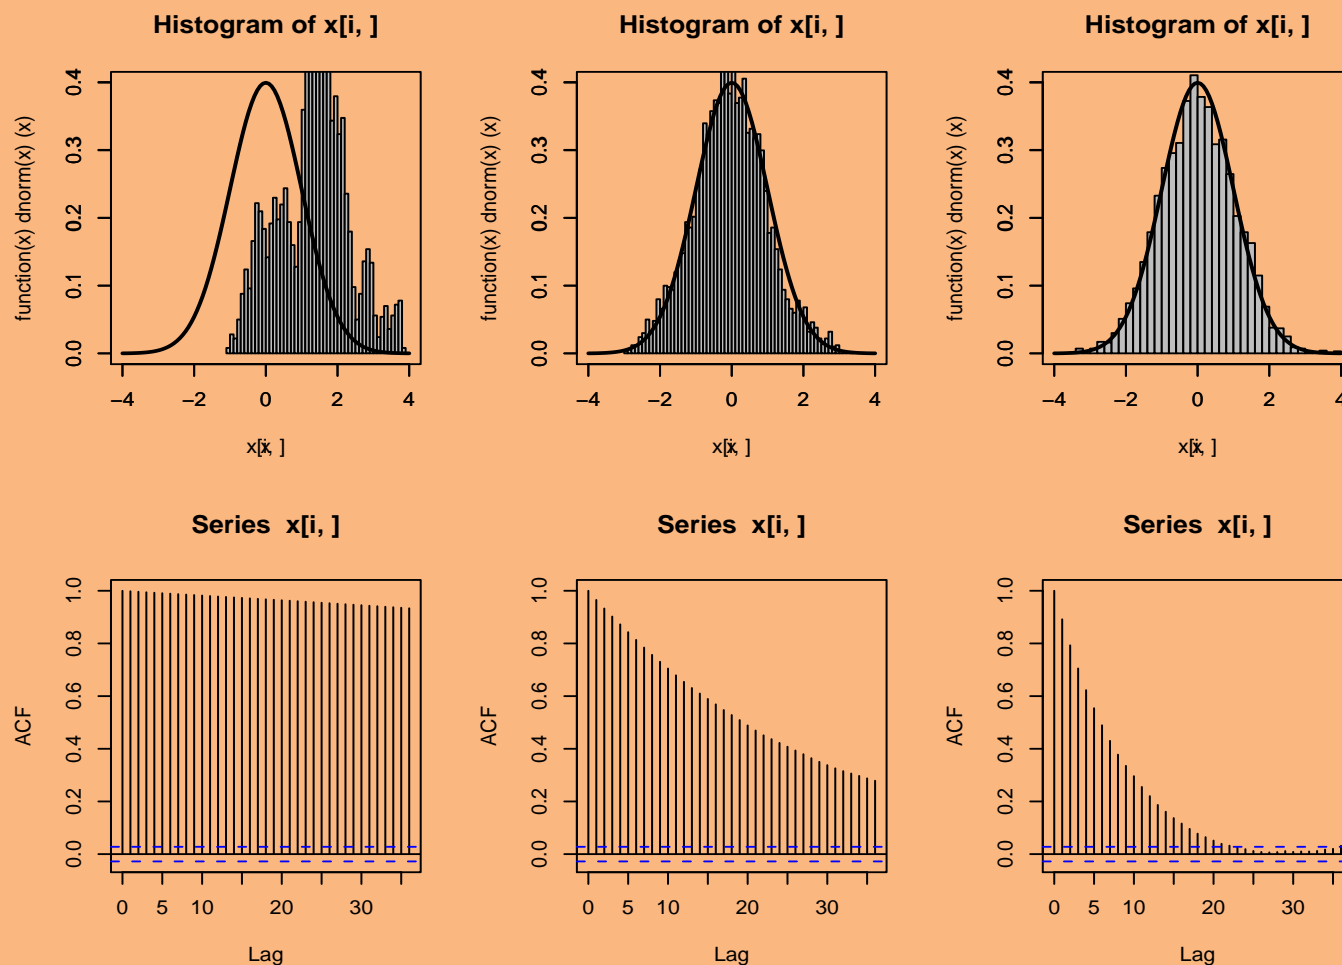 Histogram of x[i, ]
Histogram of x[i, ]
Histogram of x[i, ]
function(x) dnorm(x) (x)
0.0 0.1 0.2 0.3 0.4
−4 −2 0 2 4
x[i, ]
x
function(x) dnorm(x) (x)
0.0 0.1 0.2 0.3 0.4
−4 −2 0 2 4
x[i, ]
x
function(x) dnorm(x) (x)
0.0 0.1 0.2 0.3 0.4
−4 −2 0 2 4
x[i, ]
x
Series x[i, ]
Series x[i, ]
Series x[i, ]
ACF
0.0 0.2 0.4 0.6 0.8 1.0
0 5 10 20 30
Lag
ACF
0.0 0.2 0.4 0.6 0.8 1.0
0 5 10 20 30
Lag
ACF
0.0 0.2 0.4 0.6 0.8 1.0
0 5 10 20 30
Lag